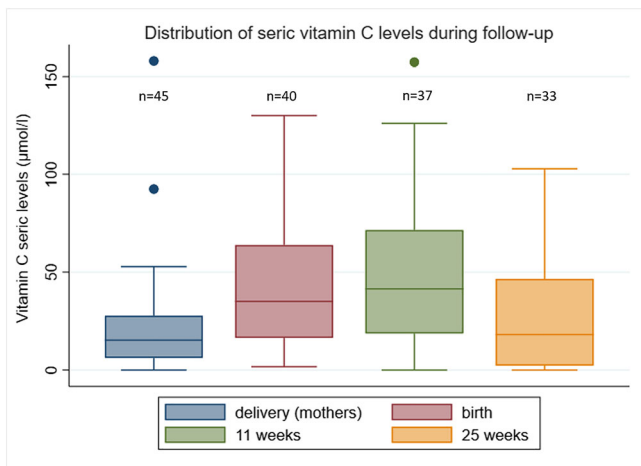 Distribution of seric vitamin C levels during follow-up
Vitamin C seric levels (µmol/l)
150
100
50
0
n=45
n=40
n=37
n=33
delivery (mothers)
birth
11 weeks
25 weeks